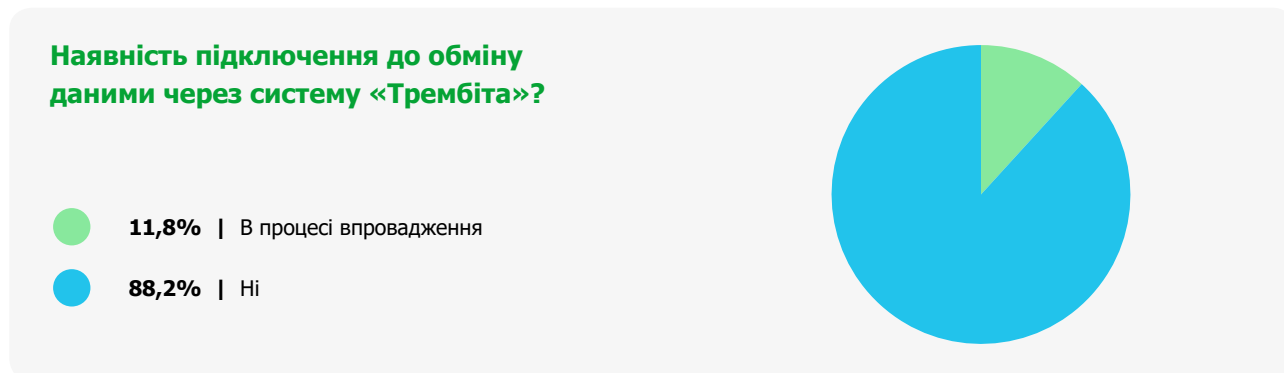 Наявність підключення до обміну
даними через систему «Трембіта»?
11,8% | В процесі впровадження
88,2% | Ні